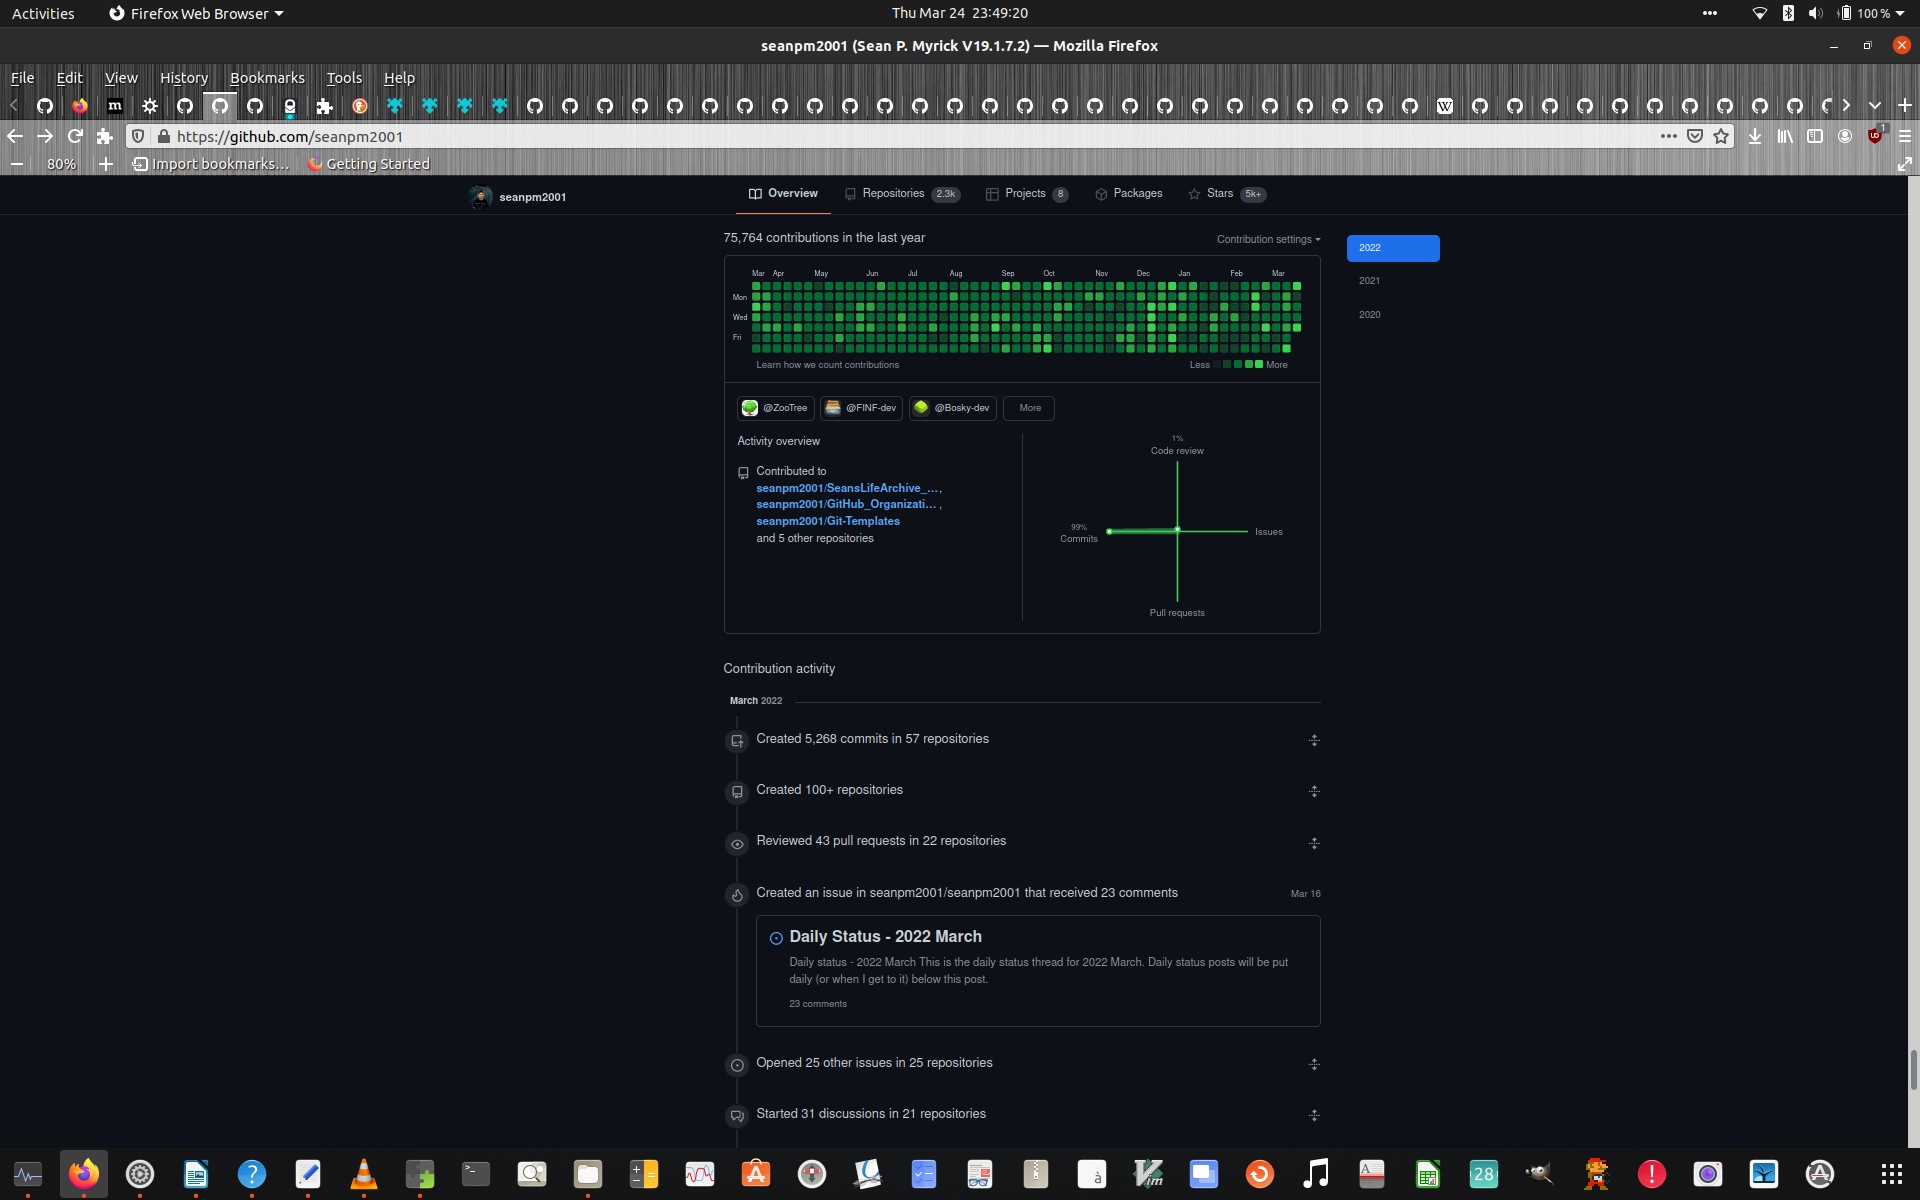 Activities
Firefox Web Browser
Thu Mar 24 23:49:20
100 %
seanpm2001 (Sean P. Myrick V19.1.7.2) — Mozilla Firefox
File Edit View History Bookmarks Tools Help
https://github.com/seanpm2001
80%
Import bookmarks...
Getting Started
seanpm2001
Overview
Repositories 2.3k
Projects 8
Packages
Stars 5k+
75,764 contributions in the last year
Contribution settings
2022
2021
2020
Mar Apr May Jun Jul Aug Sep Oct Nov Dec Jan Feb Mar
Mon
Wed
Fri
Learn how we count contributions
Less More
@ZooTree
@FINF-dev
@Bosky-dev
More
Activity overview
Contributed to
seanpm2001/SeansLifeArchive_... ,
seanpm2001/GitHub_Organizati... ,
seanpm2001/Git-Templates
and 5 other repositories
1%
Code review
99%
Commits
Issues
Pull requests
Contribution activity
March 2022
Created 5,268 commits in 57 repositories
Created 100+ repositories
Reviewed 43 pull requests in 22 repositories
Created an issue in seanpm2001/seanpm2001 that received 23 comments
Mar 16
Daily Status - 2022 March
Daily status - 2022 March This is the daily status thread for 2022 March. Daily status posts will be put
daily (or when I get to it) below this post.
23 comments
Opened 25 other issues in 25 repositories
Started 31 discussions in 21 repositories
28